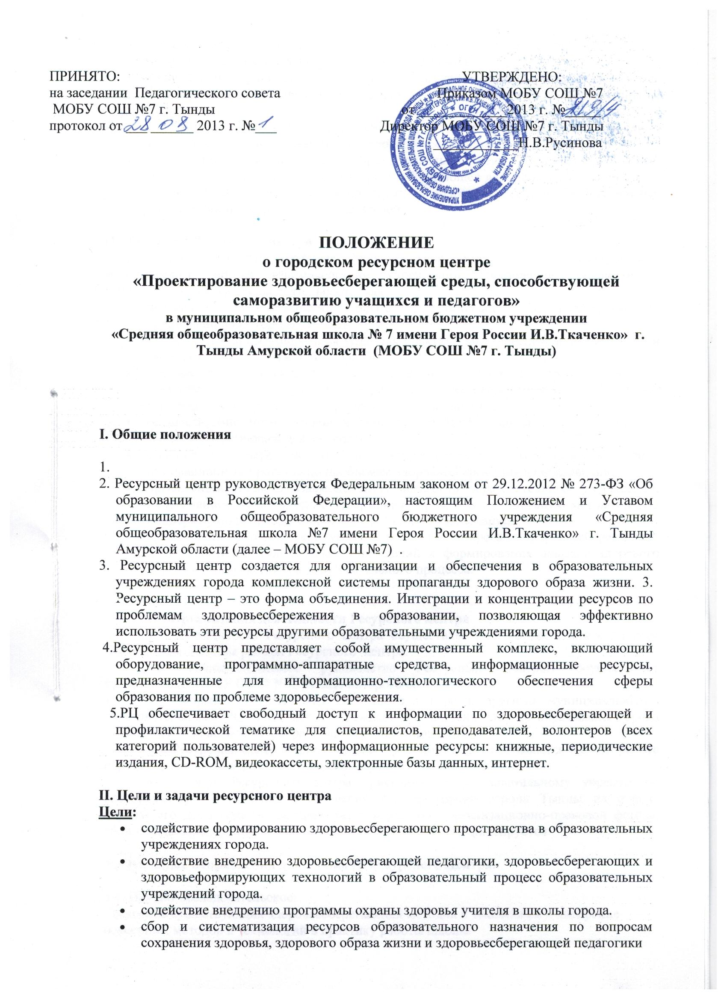 ПРИНЯТО:
на заседании Педагогического совета
МОБУ СОШ №7 г. Тынды
протокол от 28 08 2013 г. № 1
УТВЕРЖДЕНО:
Приказом МОБУ СОШ №7
от 2013 г. №
Директор МОБУ СОШ №7 г. Тынды
Н.В.Русинова
ПОЛОЖЕНИЕ
о городском ресурсном центре
«Проектирование здоровьесберегающей среды, способствующей
саморазвитию учащихся и педагогов»
в муниципальном общеобразовательном бюджетном учреждении
«Средняя общеобразовательная школа № 7 имени Героя России И.В.Ткаченко» г.
Тынды Амурской области (МОБУ СОШ №7 г. Тынды)
I. Общие положения
1.
2. Ресурсный центр руководствуется Федеральным законом от 29.12.2012 № 273-ФЗ «Об
образовании в Российской Федерации», настоящим Положением и Уставом
муниципального общеобразовательного бюджетного учреждения «Средняя
общеобразовательная школа №7 имени Героя России И.В.Ткаченко» г. Тынды
Амурской области (далее – МОБУ СОШ №7) .
3. Ресурсный центр создается для организации и обеспечения в образовательных
учреждениях города комплексной системы пропаганды здорового образа жизни. 3.
Ресурсный центр – это форма объединения. Интеграции и концентрации ресурсов по
проблемам здолровьесбережения в образовании, позволяющая эффективно
использовать эти ресурсы другими образовательными учреждениями города.
4.Ресурсный центр представляет собой имущественный комплекс, включающий
оборудование, программно-аппаратные средства, информационные ресурсы,
предназначенные для информационно-технологического обеспечения сферы
образования по проблеме здоровьесбережения.
5.РЦ обеспечивает свободный доступ к информации по здоровьесберегающей и
профилактической тематике для специалистов, преподавателей, волонтеров (всех
категорий пользователей) через информационные ресурсы: книжные, периодические
издания, CD-ROM, видеокассеты, электронные базы данных, интернет.
II. Цели и задачи ресурсного центра
Цели:
• содействие формированию здоровьесберегающего пространства в образовательных
учреждениях города.
• содействие внедрению здоровьесберегающей педагогики, здоровьесберегающих и
здоровьеформирующих технологий в образовательный процесс образовательных
учреждений города.
• содействие внедрению программы охраны здоровья учителя в школы города.
• сбор и систематизация ресурсов образовательного назначения по вопросам
сохранения здоровья, здорового образа жизни и здоровьесберегающей педагогики